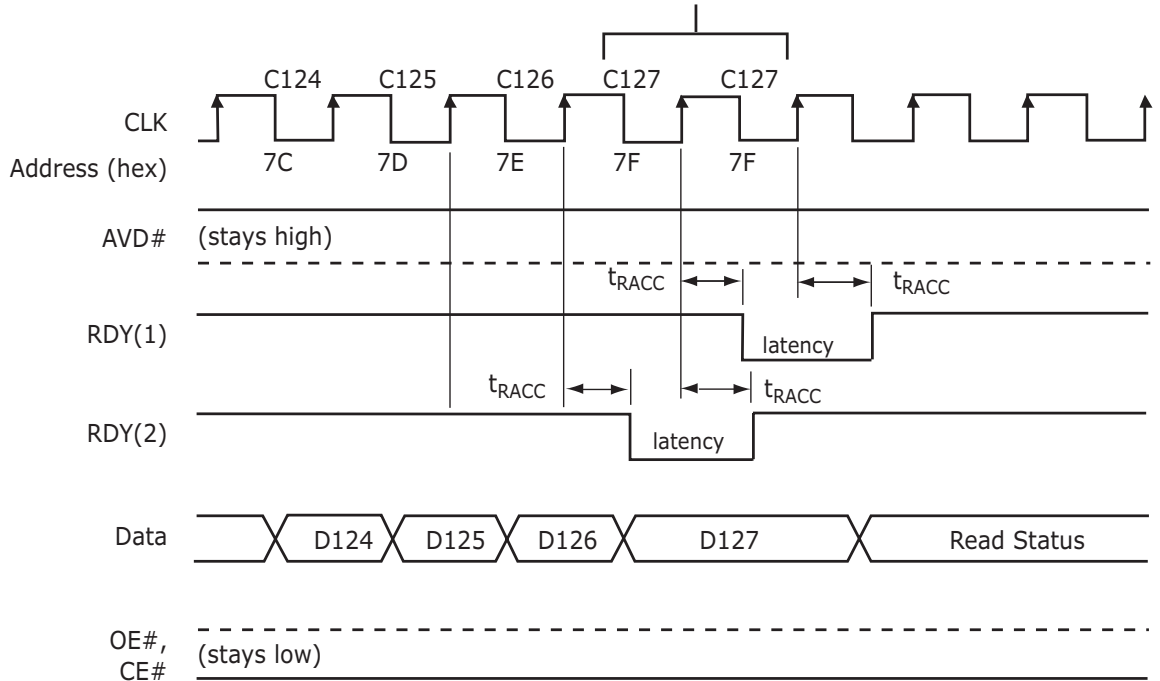 C124 C125 C126 C127 C127
CLK
Address (hex) 7C 7D 7E 7F 7F
AVD# (stays high)
tRACC tRACC
RDY(1)
latency
tRACC tRACC
RDY(2)
latency
Data D124 D125 D126 D127 Read Status
OE#,
CE#
(stays low)